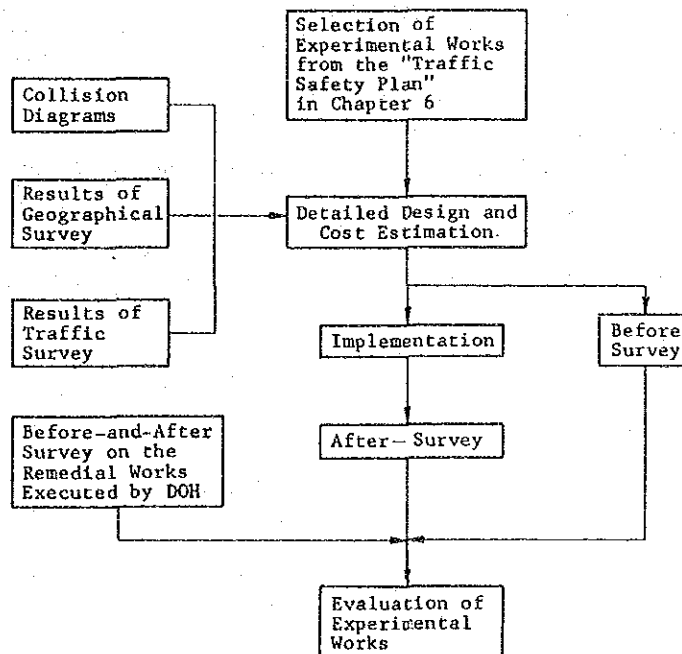 Selection of
Experimental Works
from the "Traffic
Safety Plan"
in Chapter 6
Collision
Diagrams
Results of
Geographical
Survey
Detailed Design and
Cost Estimation.
Results of
Traffic
Survey
Implementation
Before
Survey
Before-and-After
Survey on the
Remedial Works
Executed by DOH
After- Survey
Evaluation of
Experimental
Works